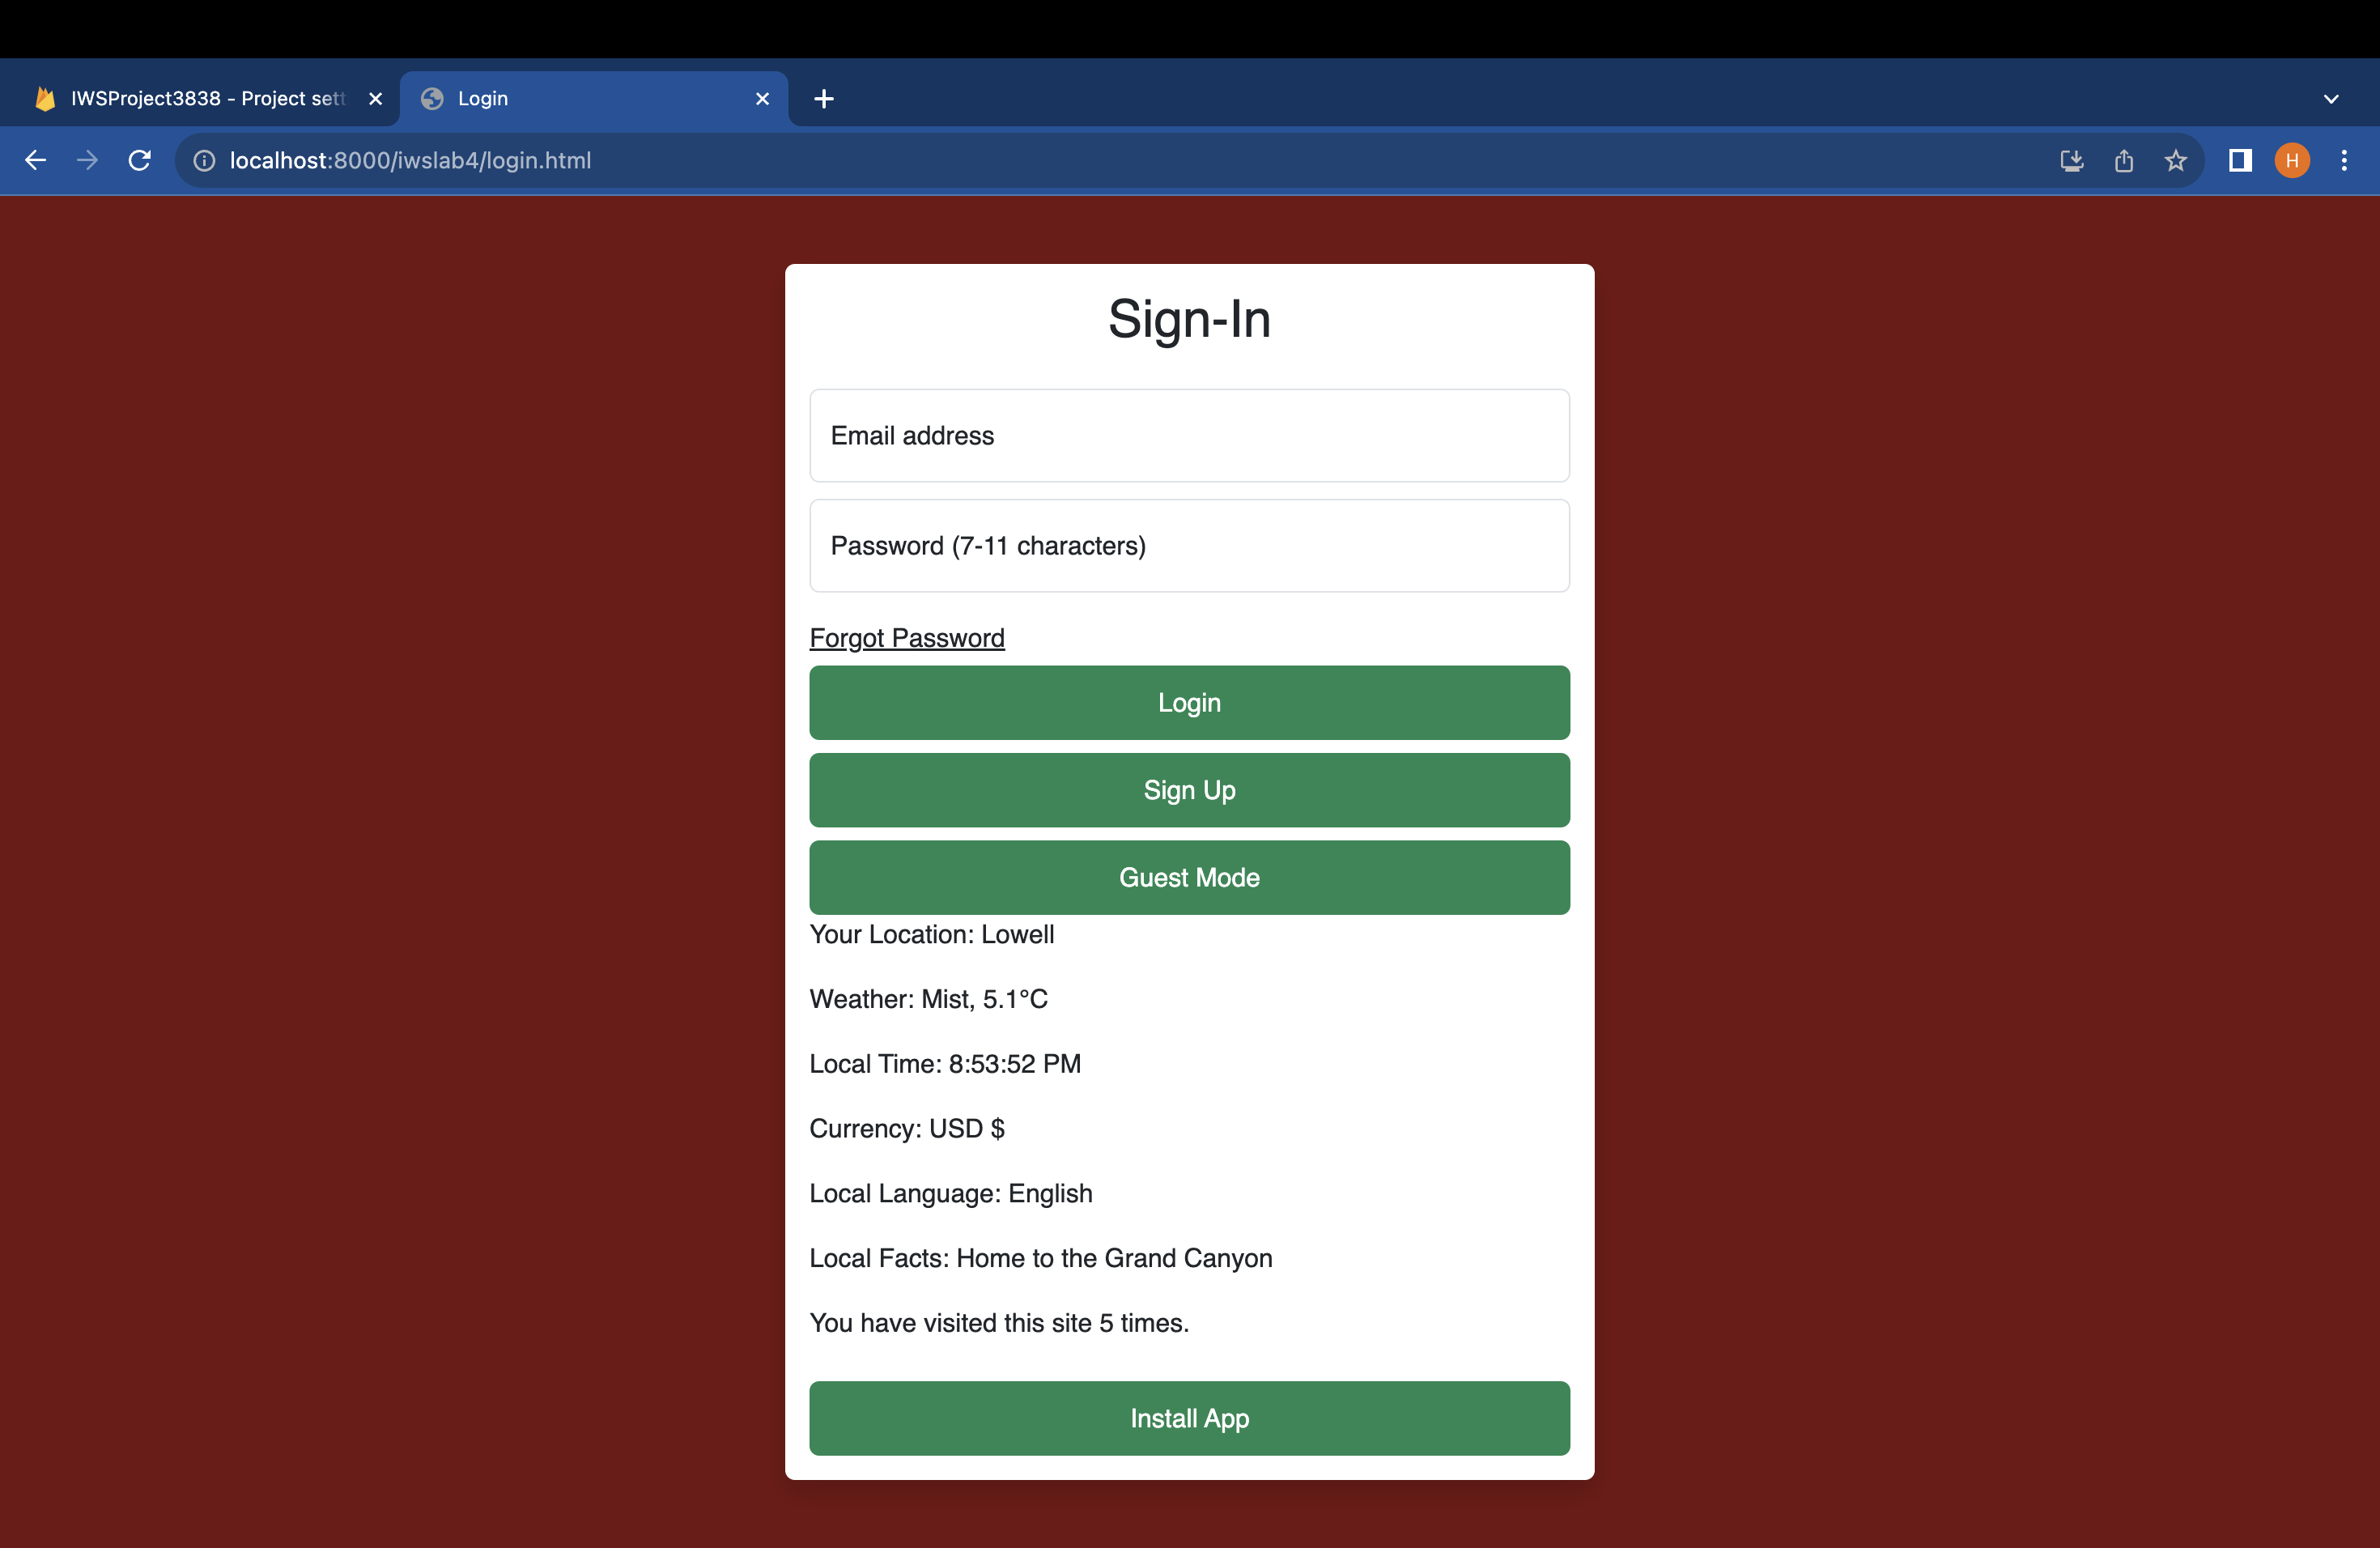 IWSProject3838 - Project sett
Login
localhost:8000/iwslab4/login.html
H
Sign-In
Email address
Password (7-11 characters)
Forgot Password
Login
Sign Up
Guest Mode
Your Location: Lowell
Weather: Mist, 5.1°C
Local Time: 8:53:52 PM
Currency: USD $
Local Language: English
Local Facts: Home to the Grand Canyon
You have visited this site 5 times.
Install App